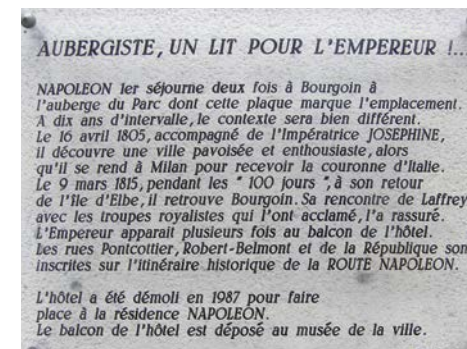 AUBERGISTE, UN LIT POUR L'EMPEREUR !...
NAPOLEON 1er séjourne deux fois à Bourgoin à
l'auberge du Parc dont cette plaque marque l'emplacement.
A dix ans d'intervalle, le contexte sera bien différent.
Le 16 avril 1805, accompagné de l'Impératrice JOSEPHINE,
il découvre une ville pavoisée et enthousiaste, alors
qu'il se rend à Milan pour recevoir la couronne d'Italie.
Le 9 mars 1815, pendant les " 100 jours ", à son retour
de l'île d'Elbe, il retrouve Bourgoin. Sa rencontre de Laffrey
avec les troupes royalistes qui l'ont acclamé, l'a rassuré.
L'Empereur apparait plusieurs fois au balcon de l'hôtel.
Les rues Pontcottier, Robert-Belmont et de la République son
inscrites sur l'itinéraire historique de la ROUTE NAPOLEON.
L'hôtel a été démoli en 1987 pour faire
place à la résidence NAPOLEON.
Le balcon de l'hôtel est déposé au musée de la ville.